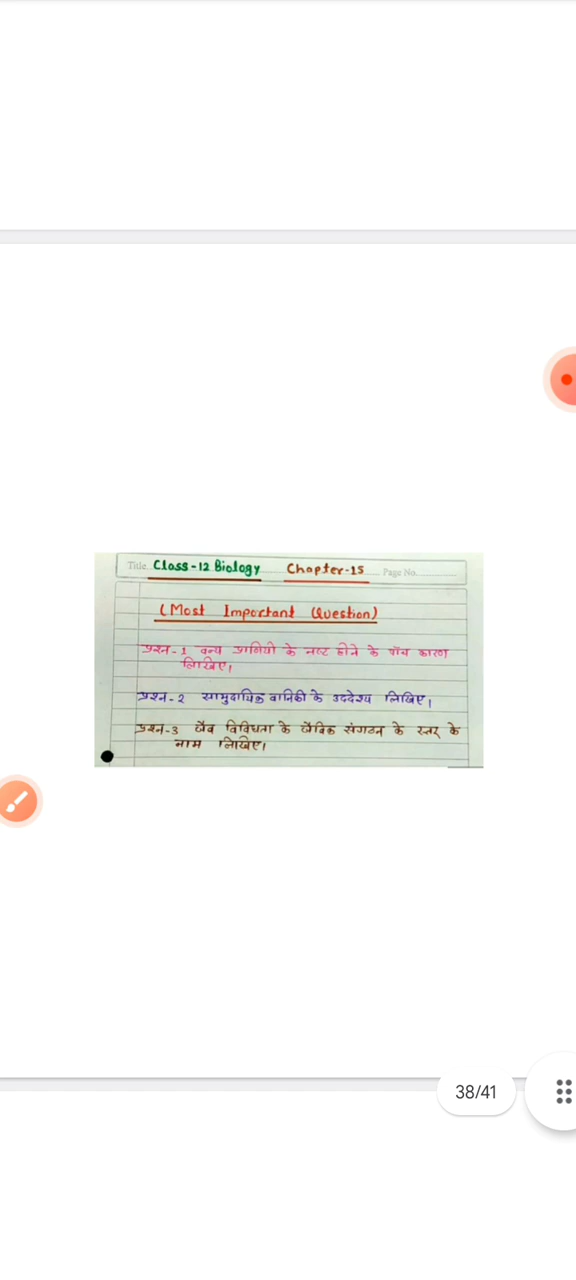 Title Class-12 Biology Chapter-15 Page No.
(Most Important Question)
प्रश्न-1 वन्य प्राणियों के नष्ट होने के पाँच कारण
लिखिए।
प्रश्न-2 सामुदायिक वानिकी के उद्देश्य लिखिए।
प्रश्न-3 जैव विविधता के जैविक संगठन के स्तर के
नाम लिखिए।
38/41